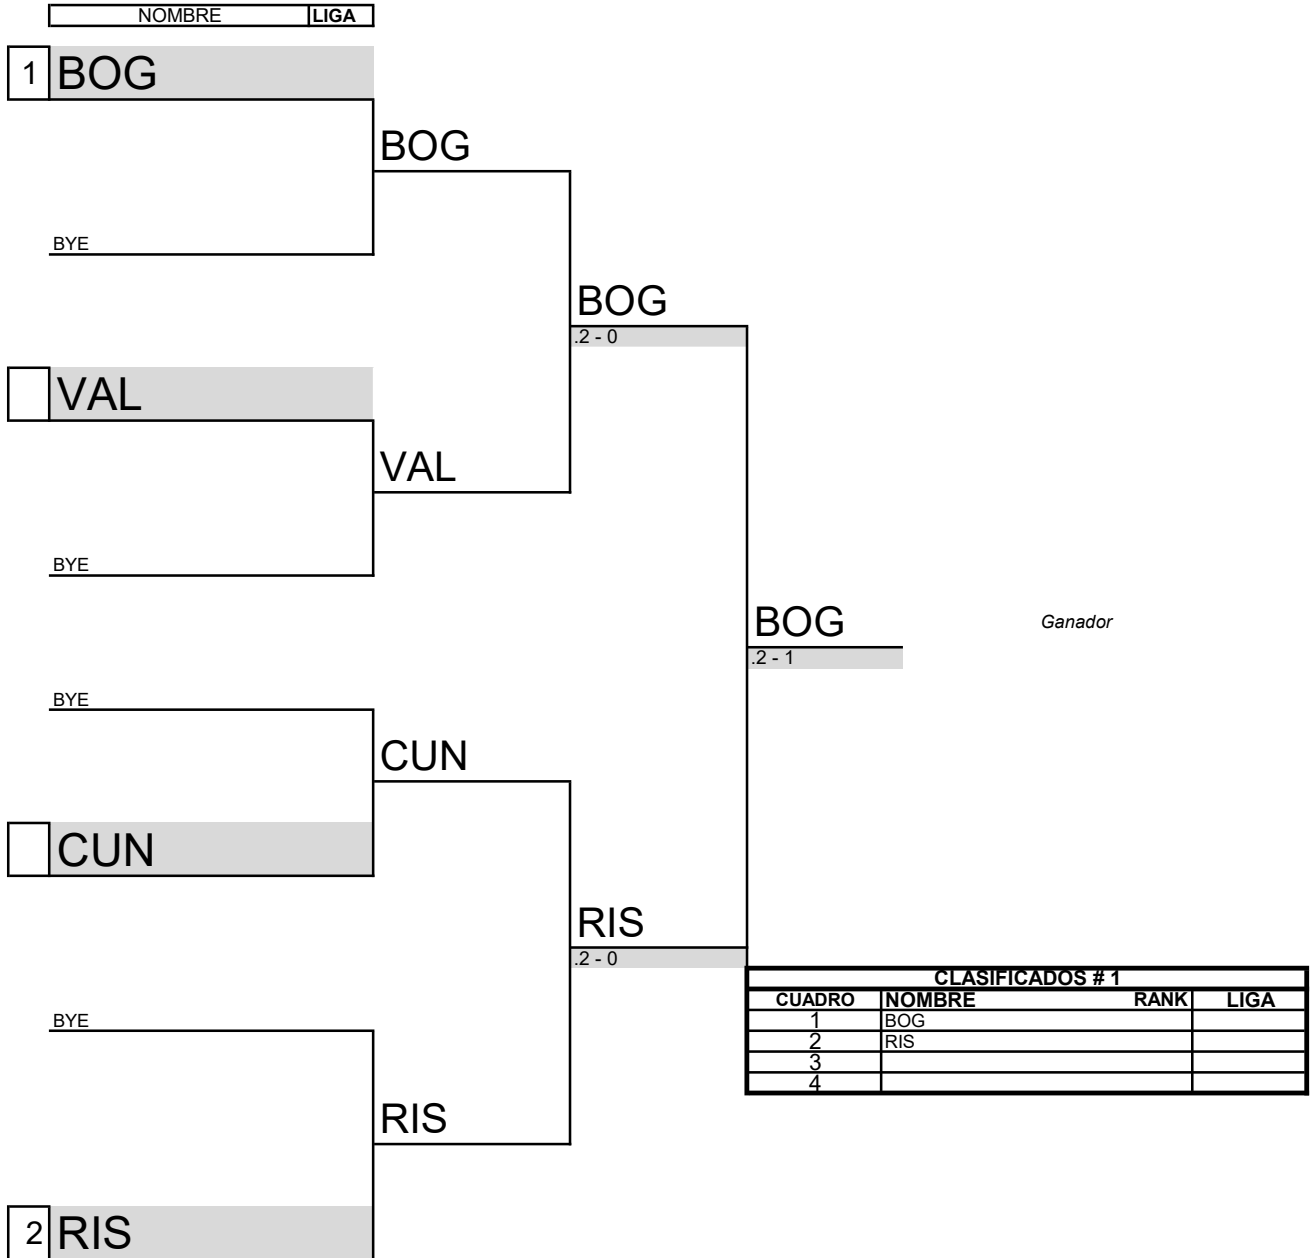 NOMBRE LIGA
1 BOG
BOG
BYE
BOG
.2 - 0
VAL
VAL
BYE
BOG Ganador
.2 - 1
BYE
CUN
CUN
RIS
.2 - 0
CLASIFICADOS # 1
CUADRO NOMBRE RANK LIGA
1 BOG
2 RIS
3
4
BYE
RIS
2 RIS